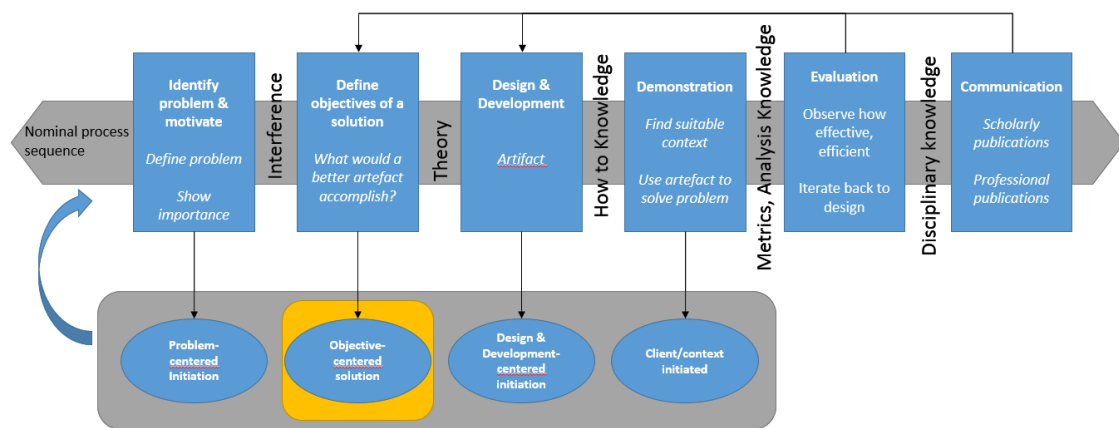 Nominal process
sequence
Identify
problem &
motivate
Define problem
Show
importance
Interference
Define
objectives of a
solution
What would a
better artefact
accomplish?
Theory
Design &
Development
Artifact
How to Knowledge
Demonstration
Find suitable
context
Use artefact to
solve problem
Metrics, Analysis Knowledge
Evaluation
Observe how
effective,
efficient
Iterate back to
design
Disciplinary knowledge
Communication
Scholarly
publications
Professional
publications
Problem-
centered
Initiation
Objective-
centered
solution
Design &
Development-
centered
initiation
Client/context
initiated